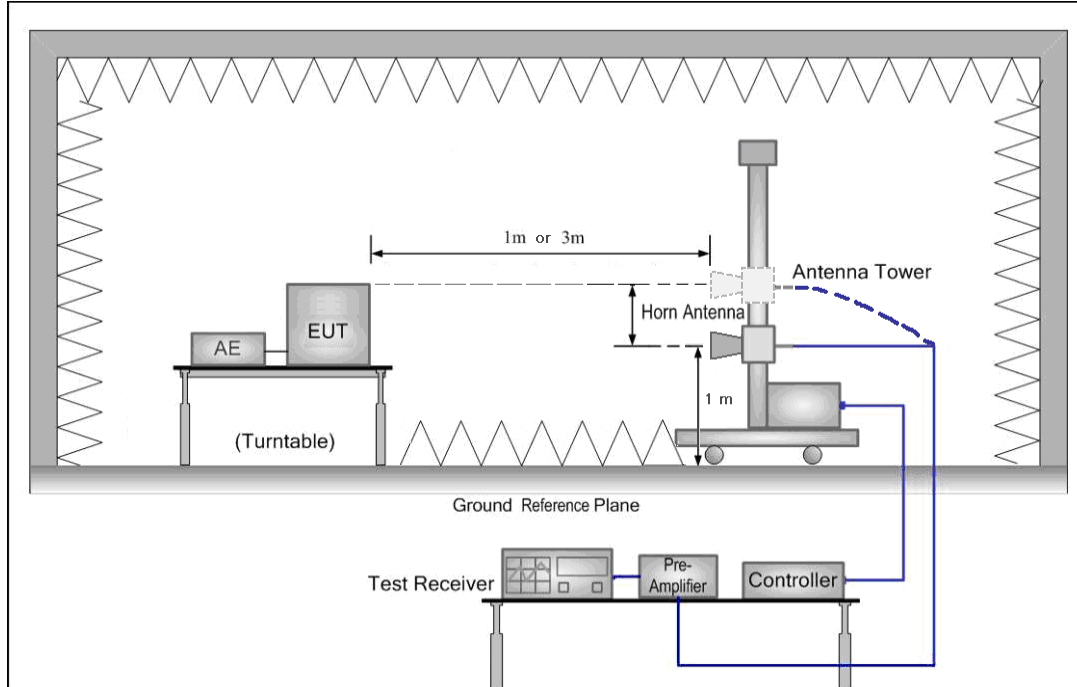 1m or 3m
Antenna Tower
Horn Antenna
EUT
AE
1 m
(Turntable)
Ground Reference Plane
Test Receiver
Pre-
Amplifier
Controller